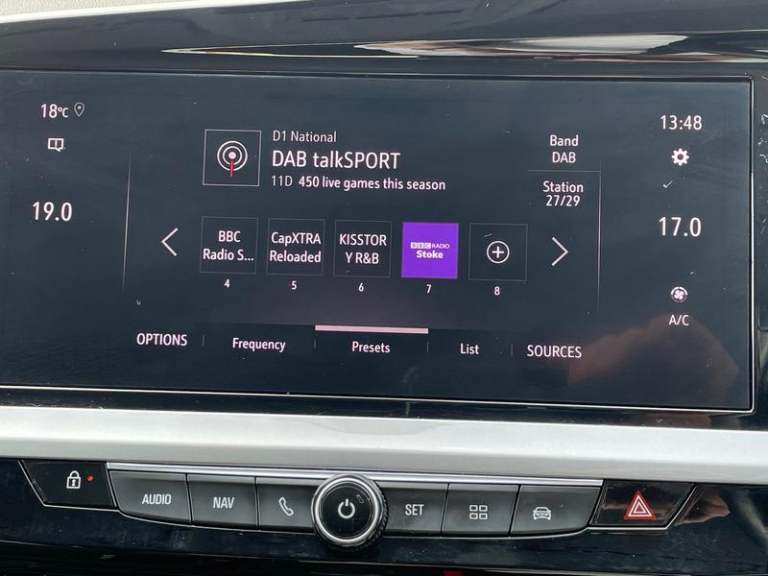 18°C
13:48
D1 National
DAB talkSPORT
11D 450 live games this season
Band
DAB
Station
27/29
19.0
17.0
BBC
Radio S...
4
CapXTRA
Reloaded
5
KISSTOR
Y R&B
6
BBC RADIO
Stoke
7
8
A/C
OPTIONS
Frequency
Presets
List
SOURCES
AUDIO
NAV
SET